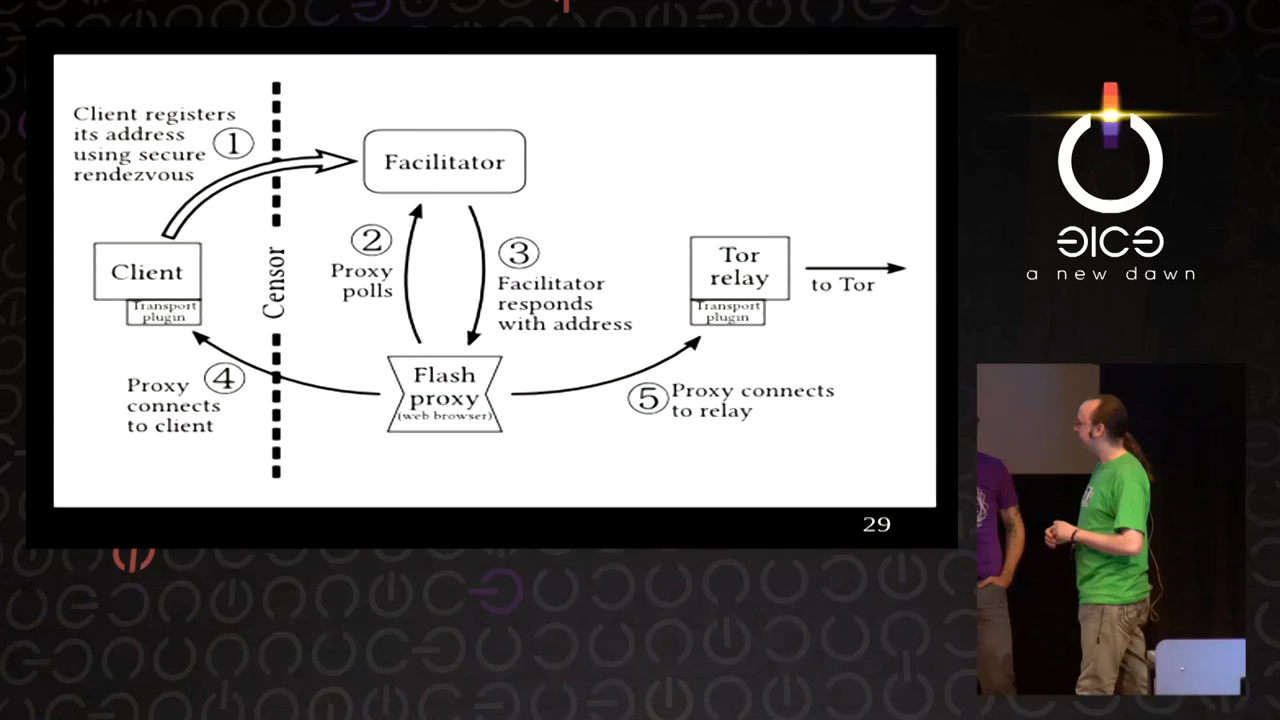 Client registers
its address
using secure
rendezvous
1
Facilitator
Client
Transport
plugin
Censor
2
Proxy
polls
3
Facilitator
responds
with address
Tor
relay
Transport
plugin
to Tor
4
Proxy
connects
to client
Flash
proxy
(web browser)
5
Proxy connects
to relay
29
31C3
a new dawn